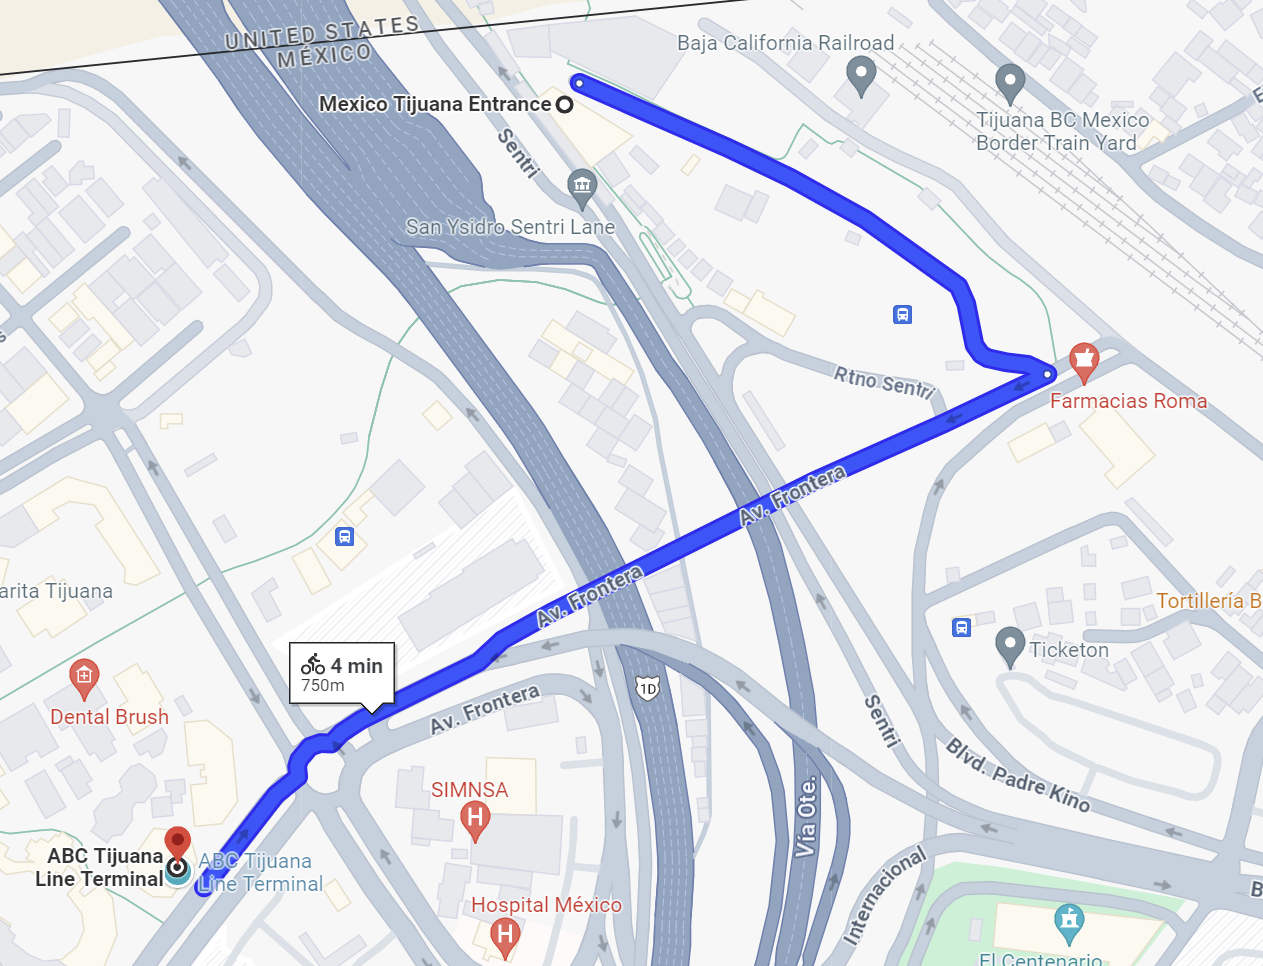 UNITED STATES
MÉXICO
Baja California Railroad
Mexico Tijuana Entrance
Tijuana BC Mexico
Border Train Yard
Sentri
San Ysidro Sentri Lane
Rtno Sentri
Farmacias Roma
Av. Frontera
Av. Frontera
arita Tijuana
Tortillería B
Ticketon
4 min
750m
1D
Dental Brush
Av. Frontera
Sentri
Blvd. Padre Kino
SIMNSA
H
Vía Ote.
ABC Tijuana
Line Terminal
ABC Tijuana
Line Terminal
Internacional
B
Hospital México
H
El Centenario